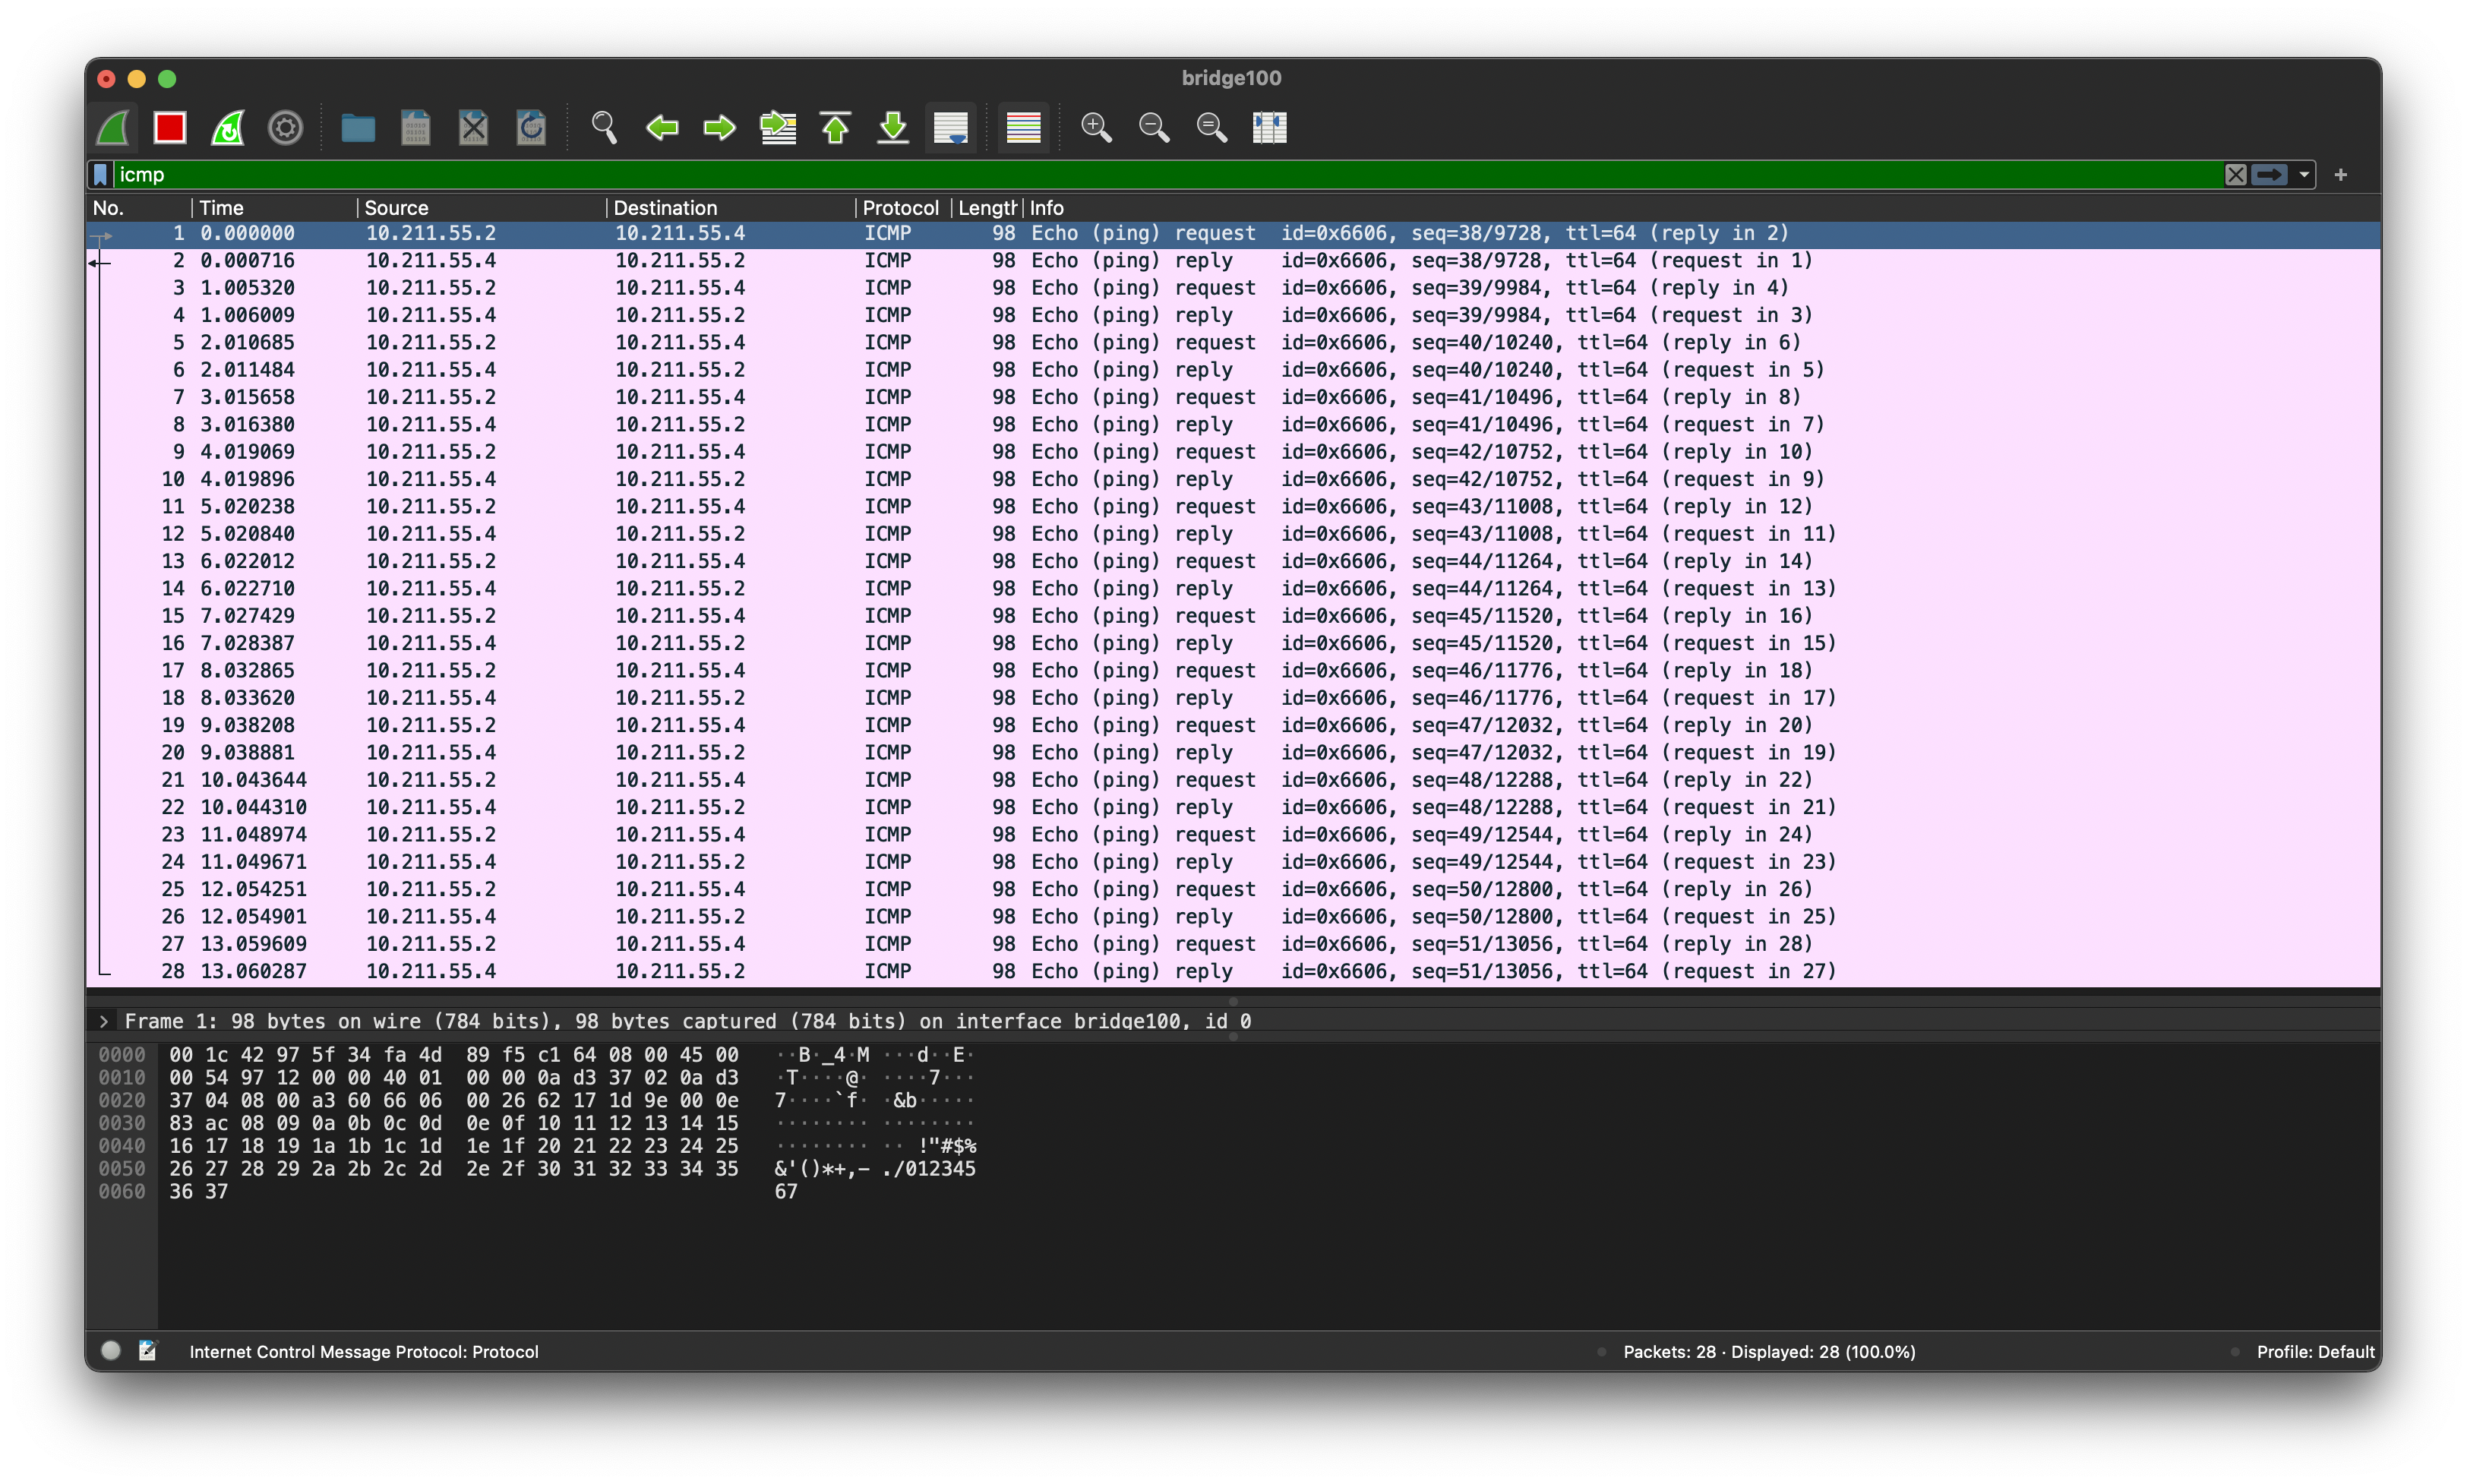 bridge100
icmp
No. Time Source Destination Protocol Length Info
1 0.000000 10.211.55.2 10.211.55.4 ICMP 98 Echo (ping) request id=0x6606, seq=38/9728, ttl=64 (reply in 2)
2 0.000716 10.211.55.4 10.211.55.2 ICMP 98 Echo (ping) reply id=0x6606, seq=38/9728, ttl=64 (request in 1)
3 1.005320 10.211.55.2 10.211.55.4 ICMP 98 Echo (ping) request id=0x6606, seq=39/9984, ttl=64 (reply in 4)
4 1.006009 10.211.55.4 10.211.55.2 ICMP 98 Echo (ping) reply id=0x6606, seq=39/9984, ttl=64 (request in 3)
5 2.010685 10.211.55.2 10.211.55.4 ICMP 98 Echo (ping) request id=0x6606, seq=40/10240, ttl=64 (reply in 6)
6 2.011484 10.211.55.4 10.211.55.2 ICMP 98 Echo (ping) reply id=0x6606, seq=40/10240, ttl=64 (request in 5)
7 3.015658 10.211.55.2 10.211.55.4 ICMP 98 Echo (ping) request id=0x6606, seq=41/10496, ttl=64 (reply in 8)
8 3.016380 10.211.55.4 10.211.55.2 ICMP 98 Echo (ping) reply id=0x6606, seq=41/10496, ttl=64 (request in 7)
9 4.019069 10.211.55.2 10.211.55.4 ICMP 98 Echo (ping) request id=0x6606, seq=42/10752, ttl=64 (reply in 10)
10 4.019896 10.211.55.4 10.211.55.2 ICMP 98 Echo (ping) reply id=0x6606, seq=42/10752, ttl=64 (request in 9)
11 5.020238 10.211.55.2 10.211.55.4 ICMP 98 Echo (ping) request id=0x6606, seq=43/11008, ttl=64 (reply in 12)
12 5.020840 10.211.55.4 10.211.55.2 ICMP 98 Echo (ping) reply id=0x6606, seq=43/11008, ttl=64 (request in 11)
13 6.022012 10.211.55.2 10.211.55.4 ICMP 98 Echo (ping) request id=0x6606, seq=44/11264, ttl=64 (reply in 14)
14 6.022710 10.211.55.4 10.211.55.2 ICMP 98 Echo (ping) reply id=0x6606, seq=44/11264, ttl=64 (request in 13)
15 7.027429 10.211.55.2 10.211.55.4 ICMP 98 Echo (ping) request id=0x6606, seq=45/11520, ttl=64 (reply in 16)
16 7.028387 10.211.55.4 10.211.55.2 ICMP 98 Echo (ping) reply id=0x6606, seq=45/11520, ttl=64 (request in 15)
17 8.032865 10.211.55.2 10.211.55.4 ICMP 98 Echo (ping) request id=0x6606, seq=46/11776, ttl=64 (reply in 18)
18 8.033620 10.211.55.4 10.211.55.2 ICMP 98 Echo (ping) reply id=0x6606, seq=46/11776, ttl=64 (request in 17)
19 9.038208 10.211.55.2 10.211.55.4 ICMP 98 Echo (ping) request id=0x6606, seq=47/12032, ttl=64 (reply in 20)
20 9.038881 10.211.55.4 10.211.55.2 ICMP 98 Echo (ping) reply id=0x6606, seq=47/12032, ttl=64 (request in 19)
21 10.043644 10.211.55.2 10.211.55.4 ICMP 98 Echo (ping) request id=0x6606, seq=48/12288, ttl=64 (reply in 22)
22 10.044310 10.211.55.4 10.211.55.2 ICMP 98 Echo (ping) reply id=0x6606, seq=48/12288, ttl=64 (request in 21)
23 11.048974 10.211.55.2 10.211.55.4 ICMP 98 Echo (ping) request id=0x6606, seq=49/12544, ttl=64 (reply in 24)
24 11.049671 10.211.55.4 10.211.55.2 ICMP 98 Echo (ping) reply id=0x6606, seq=49/12544, ttl=64 (request in 23)
25 12.054251 10.211.55.2 10.211.55.4 ICMP 98 Echo (ping) request id=0x6606, seq=50/12800, ttl=64 (reply in 26)
26 12.054901 10.211.55.4 10.211.55.2 ICMP 98 Echo (ping) reply id=0x6606, seq=50/12800, ttl=64 (request in 25)
27 13.059609 10.211.55.2 10.211.55.4 ICMP 98 Echo (ping) request id=0x6606, seq=51/13056, ttl=64 (reply in 28)
28 13.060287 10.211.55.4 10.211.55.2 ICMP 98 Echo (ping) reply id=0x6606, seq=51/13056, ttl=64 (request in 27)
Frame 1: 98 bytes on wire (784 bits), 98 bytes captured (784 bits) on interface bridge100, id 0
0000 00 1c 42 97 5f 34 fa 4d 89 f5 c1 64 08 00 45 00 ··B·_4·M ···d··E·
0010 00 54 97 12 00 00 40 01 00 00 0a d3 37 02 0a d3 ·T····@· ····7···
0020 37 04 08 00 a3 60 66 06 00 26 62 17 1d 9e 00 0e 7····`f· ·&b·····
0030 83 ac 08 09 0a 0b 0c 0d 0e 0f 10 11 12 13 14 15 ········ ········
0040 16 17 18 19 1a 1b 1c 1d 1e 1f 20 21 22 23 24 25 ········ ·· !"#$%
0050 26 27 28 29 2a 2b 2c 2d 2e 2f 30 31 32 33 34 35 &'()*+,- ./012345
0060 36 37 67
Internet Control Message Protocol: Protocol
Packets: 28 · Displayed: 28 (100.0%)
Profile: Default